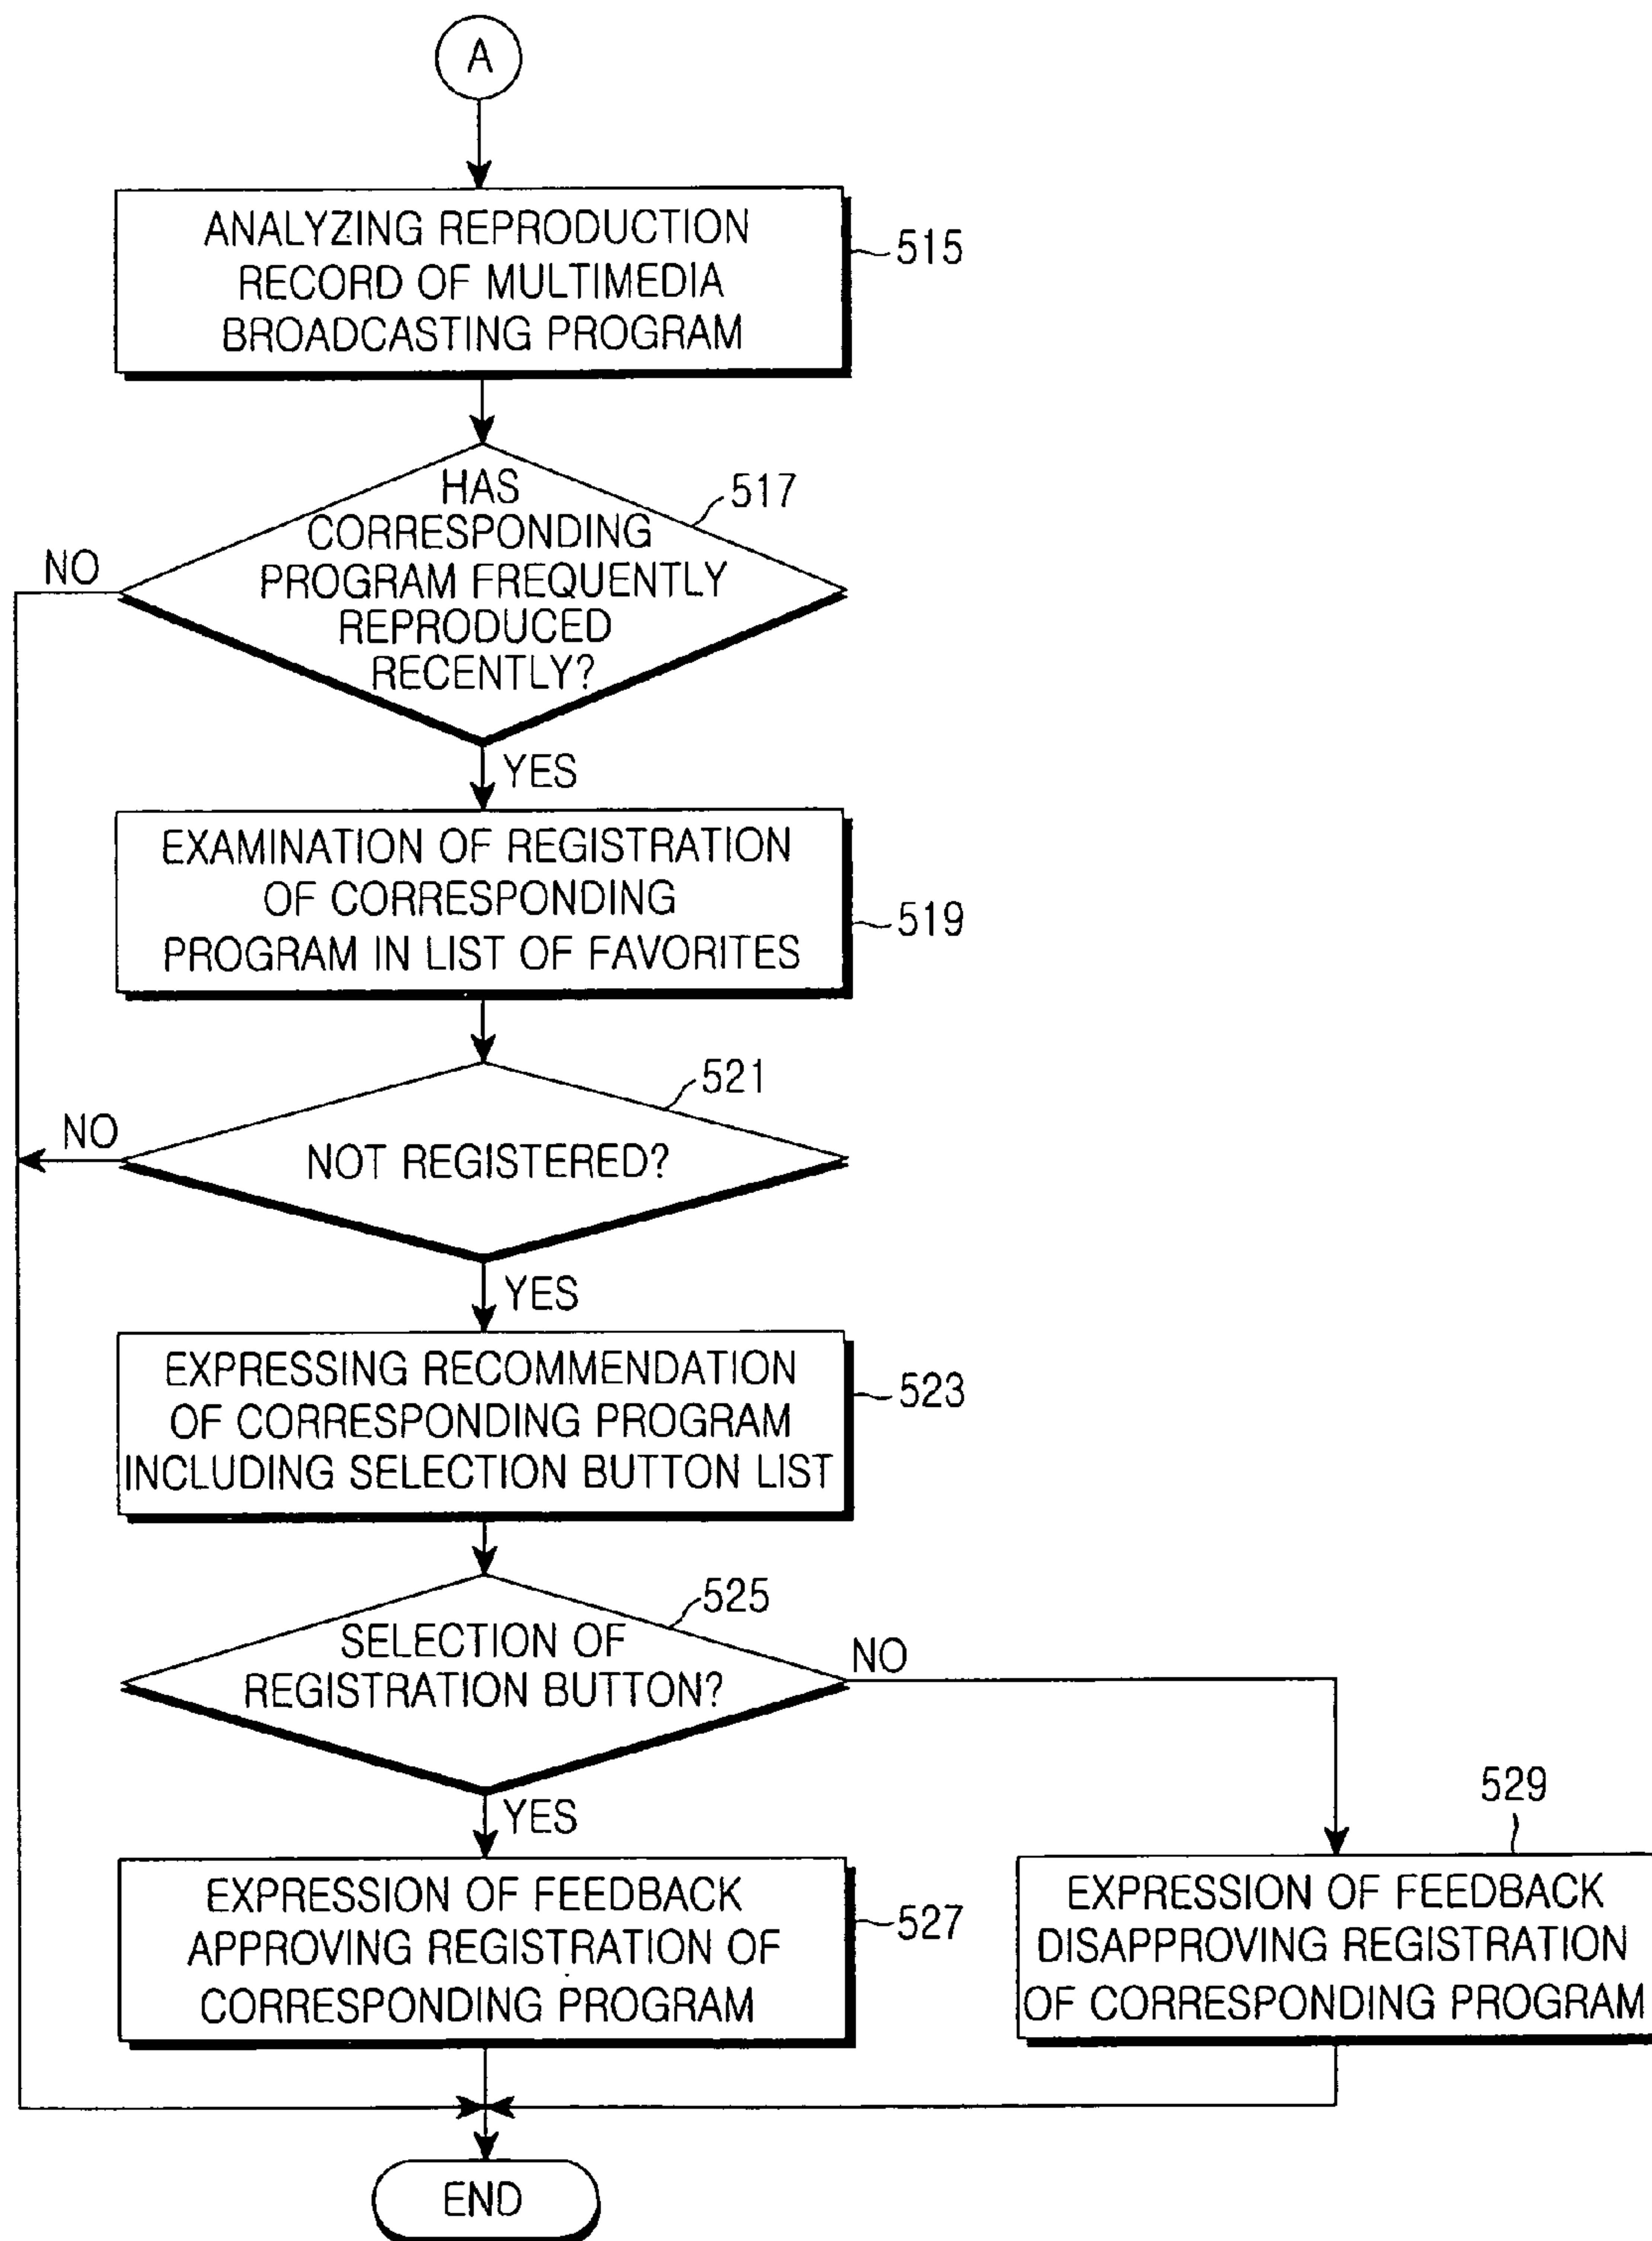 A
ANALYZING REPRODUCTION
RECORD OF MULTIMEDIA
BROADCASTING PROGRAM
515
HAS
CORRESPONDING
PROGRAM FREQUENTLY
REPRODUCED
RECENTLY?
517
NO
YES
EXAMINATION OF REGISTRATION
OF CORRESPONDING
PROGRAM IN LIST OF FAVORITES
519
521
NO
NOT REGISTERED?
YES
EXPRESSING RECOMMENDATION
OF CORRESPONDING PROGRAM
INCLUDING SELECTION BUTTON LIST
523
525
SELECTION OF
REGISTRATION BUTTON?
NO
YES
529
EXPRESSION OF FEEDBACK
APPROVING REGISTRATION OF
CORRESPONDING PROGRAM
527
EXPRESSION OF FEEDBACK
DISAPPROVING REGISTRATION
OF CORRESPONDING PROGRAM
END